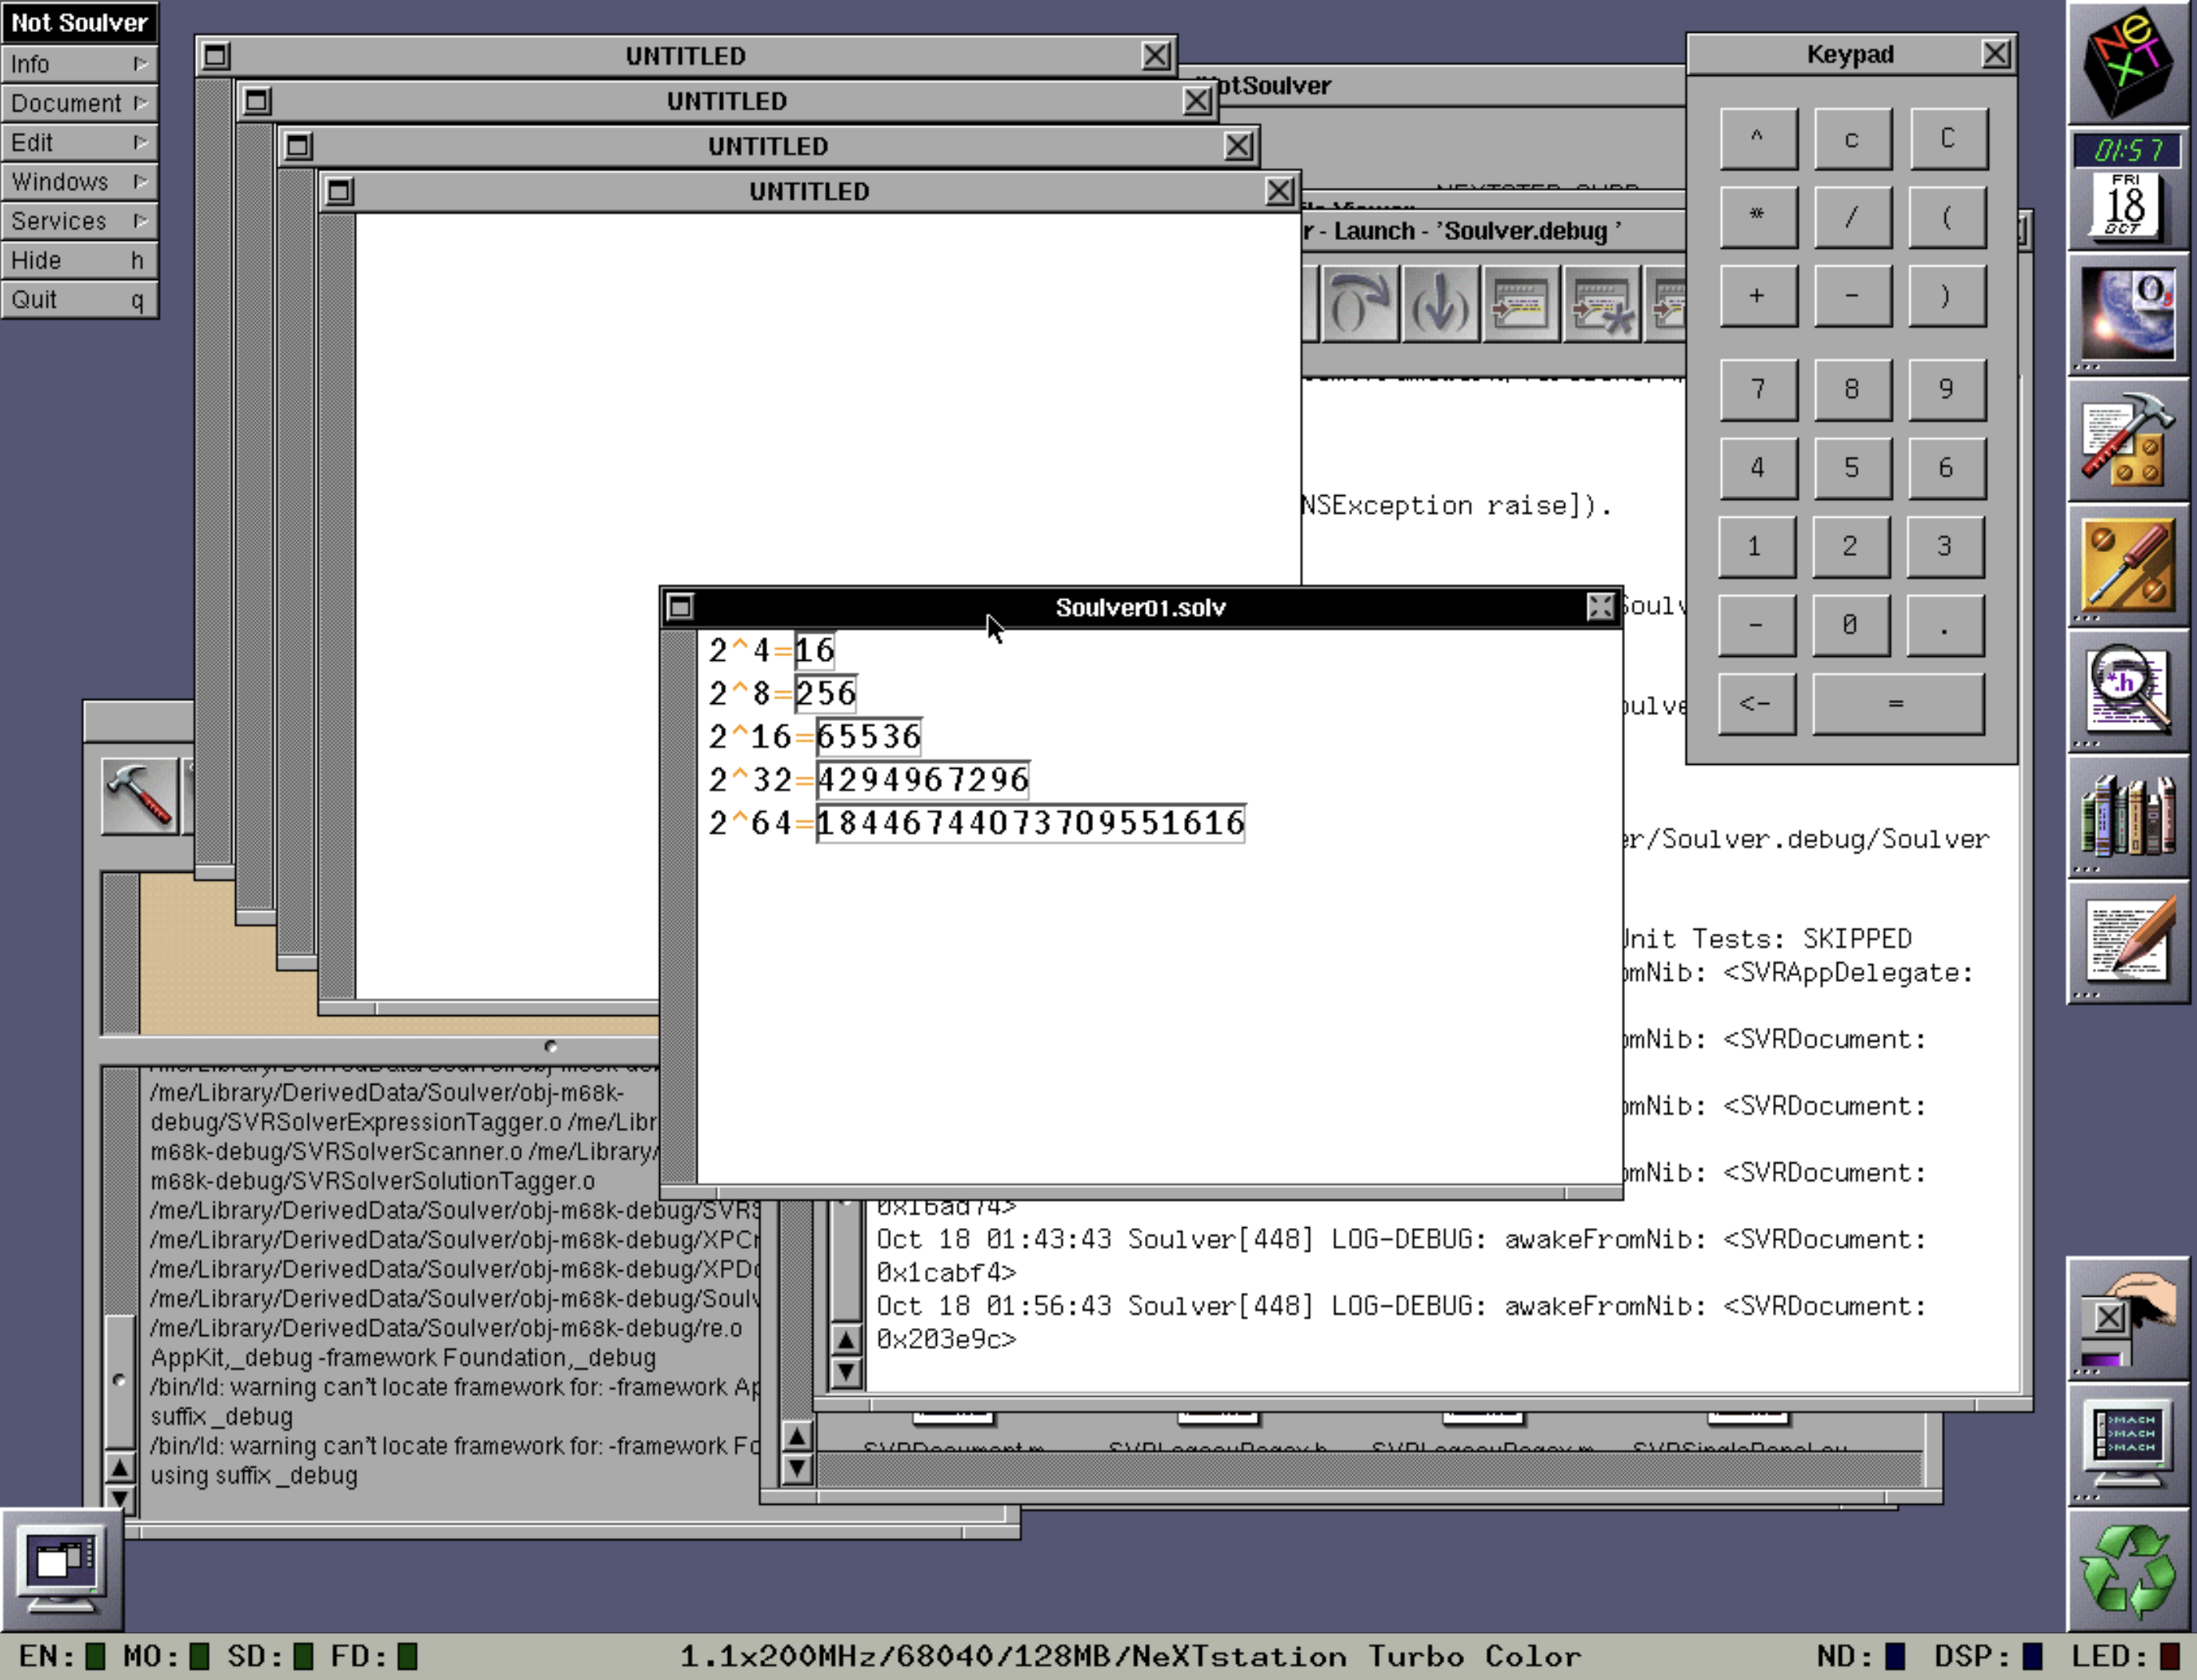 Not Soulver
Info
Document
Edit
Windows
Services
Hide h
Quit q
UNTITLED
UNTITLED
UNTITLED
UNTITLED
otSoulver
File Viewer
r - Launch - 'Soulver.debug '
NSException raise]).
er/Soulver.debug/Soulver
Unit Tests: SKIPPED
omNib: <SVRAppDelegate:
omNib: <SVRDocument:
omNib: <SVRDocument:
omNib: <SVRDocument:
0x16ad74>
Oct 18 01:43:43 Soulver[448] LOG-DEBUG: awakeFromNib: <SVRDocument:
0x1cabf4>
Oct 18 01:56:43 Soulver[448] LOG-DEBUG: awakeFromNib: <SVRDocument:
0x203e9c>
Soulver01.solv
2^4=16
2^8=256
2^16=65536
2^32=4294967296
2^64=18446744073709551616
Keypad
^ c C
* / (
+ - )
7 8 9
4 5 6
1 2 3
- 0 .
<- =
/me/Library/DerivedData/Soulver/obj-m68k-
debug/SVRSolverExpressionTagger.o /me/Libr
m68k-debug/SVRSolverScanner.o /me/Library/
m68k-debug/SVRSolverSolutionTagger.o
/me/Library/DerivedData/Soulver/obj-m68k-debug/SVRS
/me/Library/DerivedData/Soulver/obj-m68k-debug/XPCr
/me/Library/DerivedData/Soulver/obj-m68k-debug/XPDo
/me/Library/DerivedData/Soulver/obj-m68k-debug/Soulv
/me/Library/DerivedData/Soulver/obj-m68k-debug/re.o
AppKit,_debug -framework Foundation,_debug
/bin/ld: warning can't locate framework for: -framework Ap
suffix _debug
/bin/ld: warning can't locate framework for: -framework Fo
using suffix _debug
SVRDocument.m SVRLegacyRegex.h SVRLegacyRegex.m
NeXT
01:57
FRI
18
OCT
*.h
>MACH
>MACH
>MACH
EN: MO: SD: FD: 1.1x200MHz/68040/128MB/NeXTstation Turbo Color ND: DSP: LED: